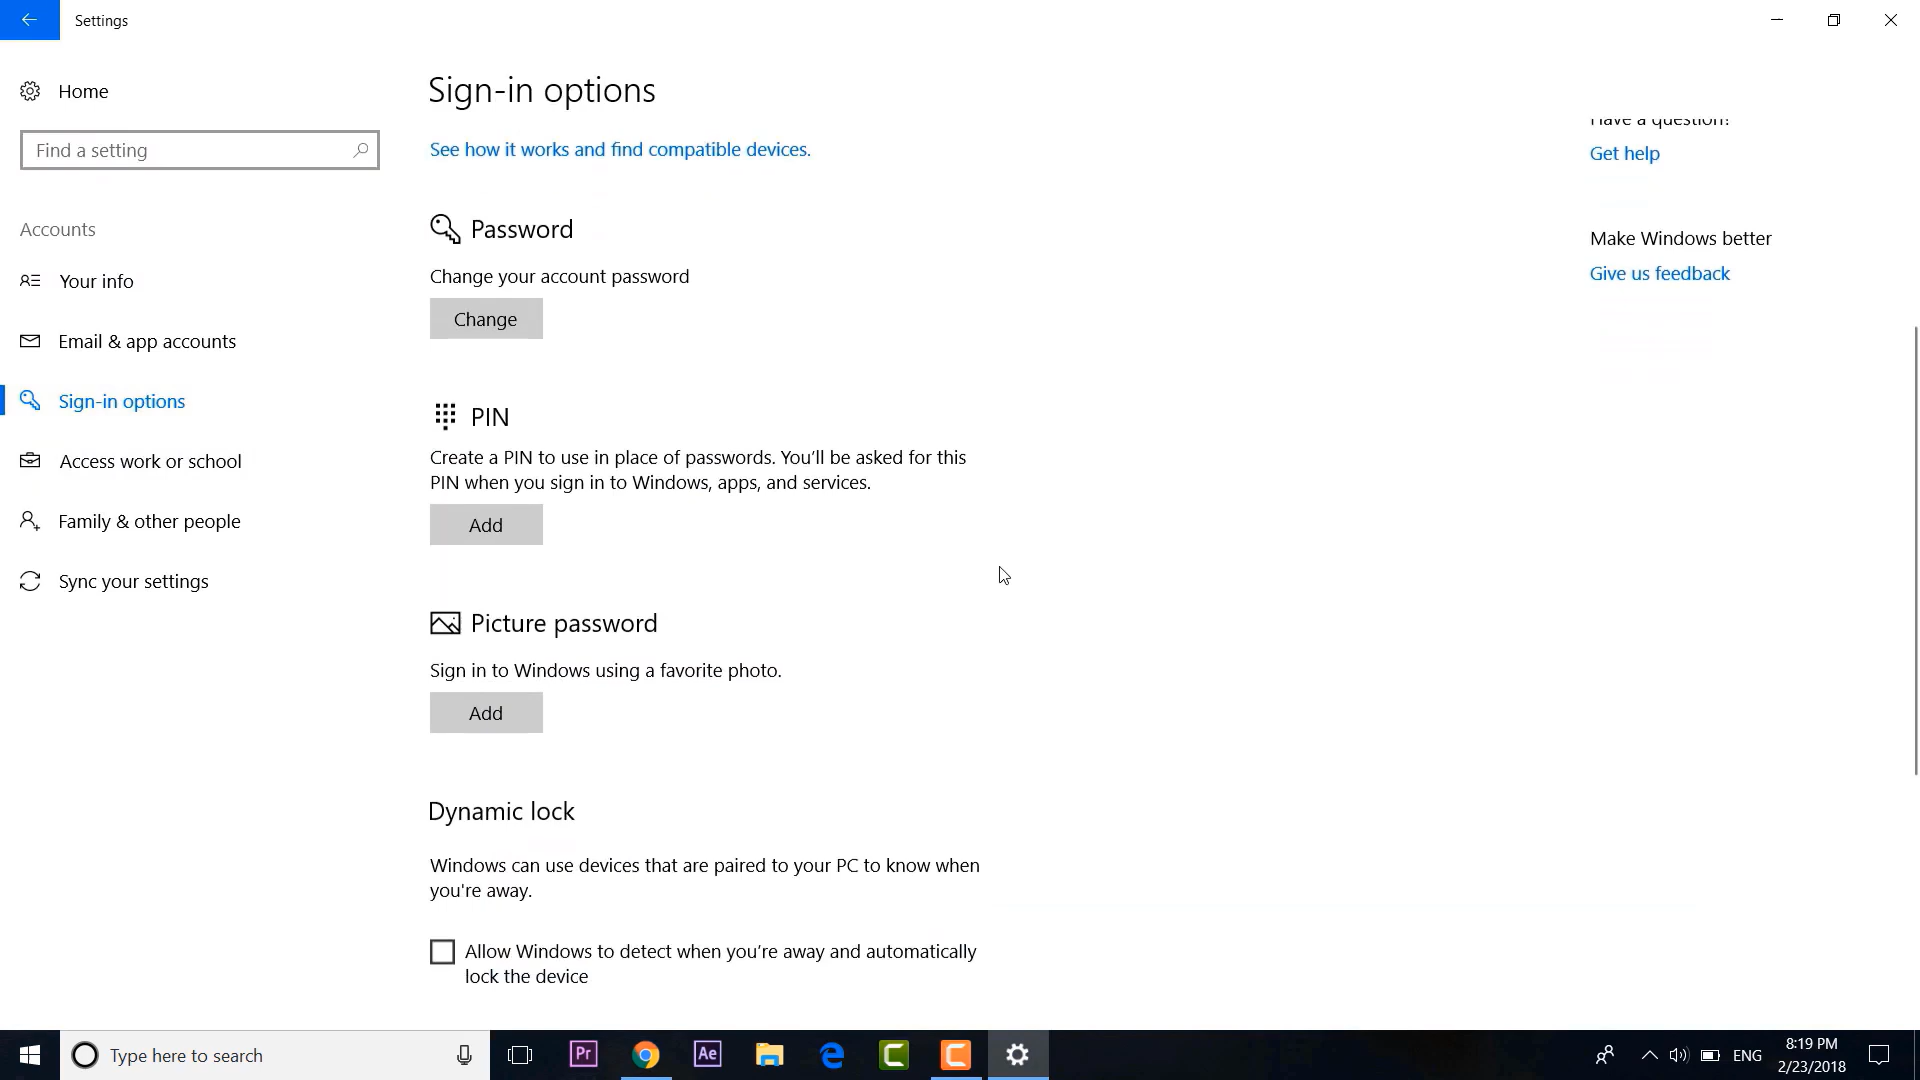 Settings
Home
Find a setting
Accounts
Your info
Email & app accounts
Sign-in options
Access work or school
Family & other people
Sync your settings
Sign-in options
See how it works and find compatible devices.
Password
Change your account password
Change
PIN
Create a PIN to use in place of passwords. You’ll be asked for this
PIN when you sign in to Windows, apps, and services.
Add
Picture password
Sign in to Windows using a favorite photo.
Add
Dynamic lock
Windows can use devices that are paired to your PC to know when
you're away.
Allow Windows to detect when you’re away and automatically
lock the device
Have a question?
Get help
Make Windows better
Give us feedback
Type here to search
Pr
Ae
ENG
8:19 PM
2/23/2018